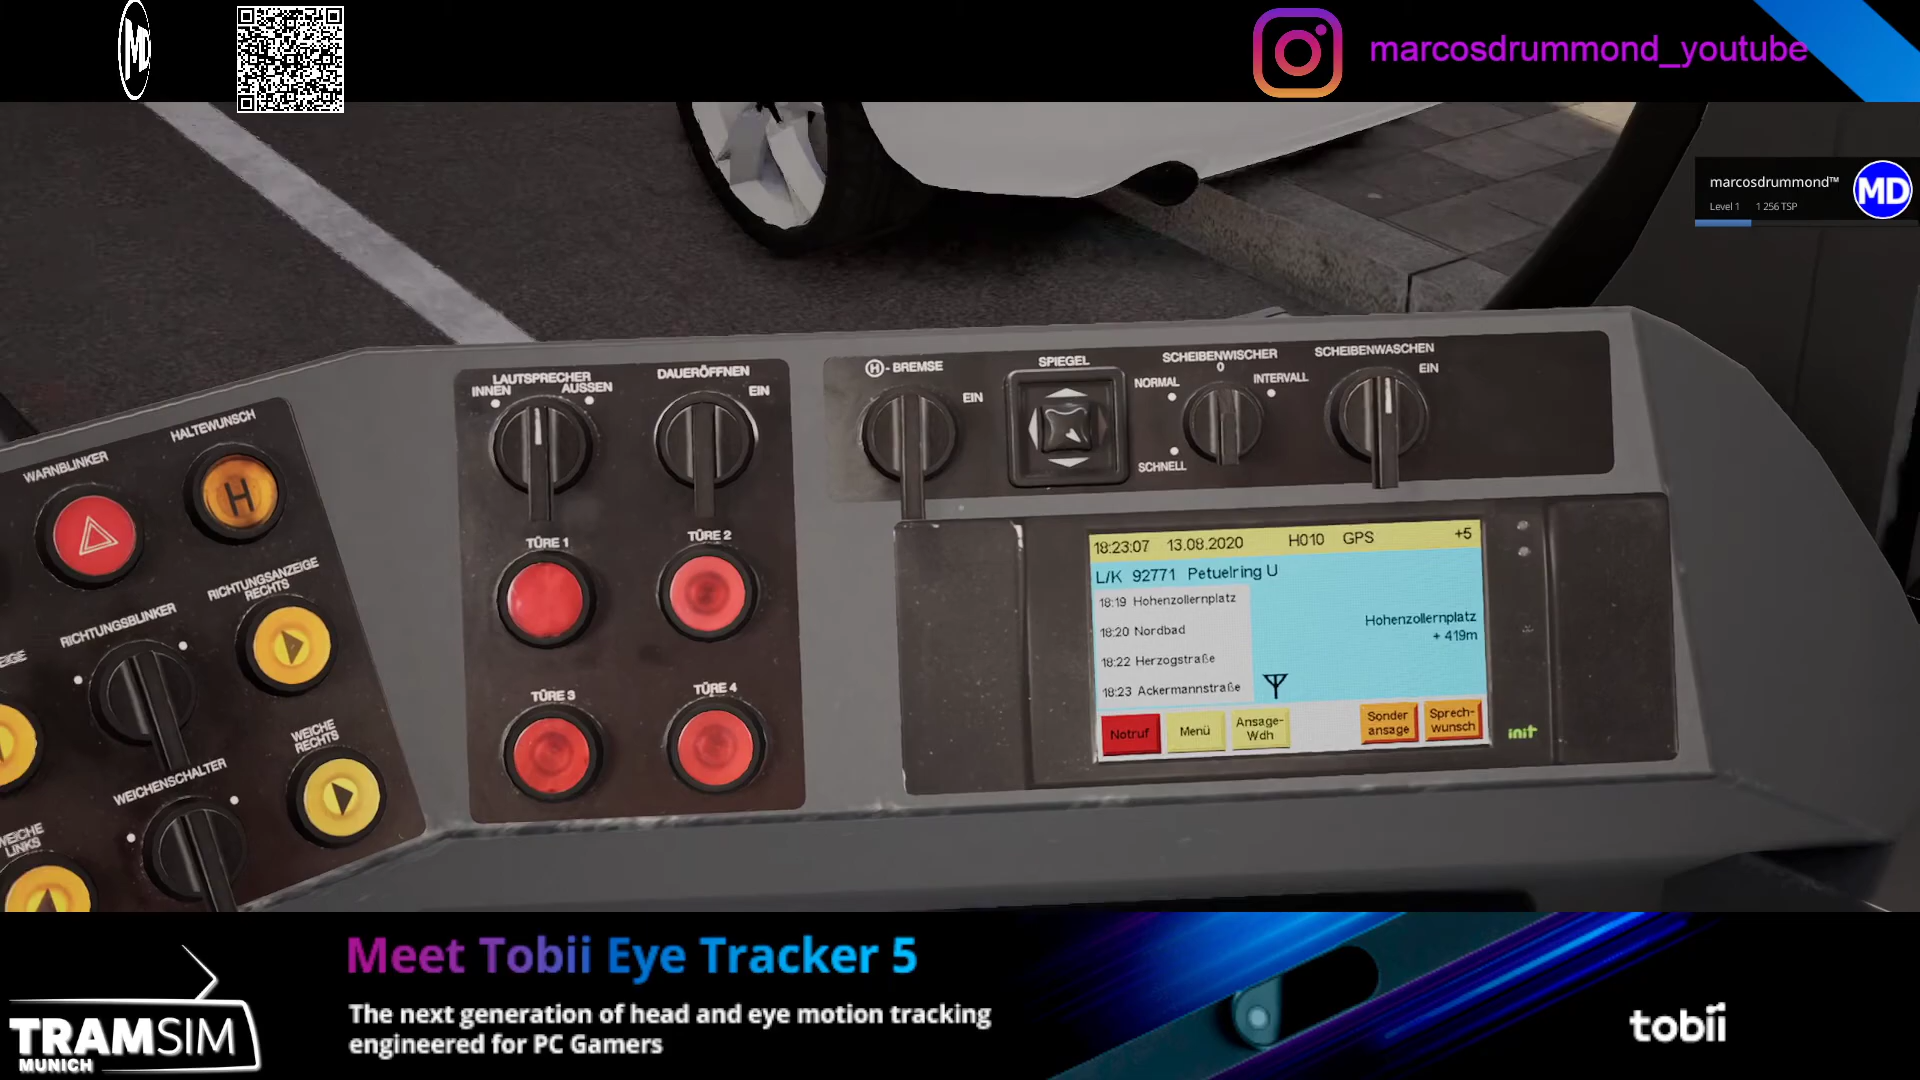 MD
marcosdrummond_youtube
marcosdrummond™
MD
Level 1 1 256 TSP
LAUTSPRECHER
INNEN AUSSEN
DAUERÖFFNEN
EIN
H-BREMSE
EIN
SPIEGEL
SCHEIBENWISCHER
0
NORMAL INTERVALL
SCHNELL
SCHEIBENWASCHEN
EIN
HALTEWUNSCH
H
WARNBLINKER
RICHTUNGSANZEIGE
RECHTS
RICHTUNGSBLINKER
WEICHE
RECHTS
WEICHENSCHALTER
WEICHE
LINKS
TÜRE 1
TÜRE 2
TÜRE 3
TÜRE 4
18:23:07 13.08.2020 H010 GPS +5
L/K 92771 Petuelring U
18:19 Hohenzollernplatz
18:20 Nordbad
18:22 Herzogstraße
18:23 Ackermannstraße
Hohenzollernplatz
+ 419m
Notruf
Menü
Ansage-
Wdh
Sonder
ansage
Sprech-
wunsch
init
Meet Tobii Eye Tracker 5
The next generation of head and eye motion tracking
engineered for PC Gamers
TRAMSIM
MUNICH
tobii